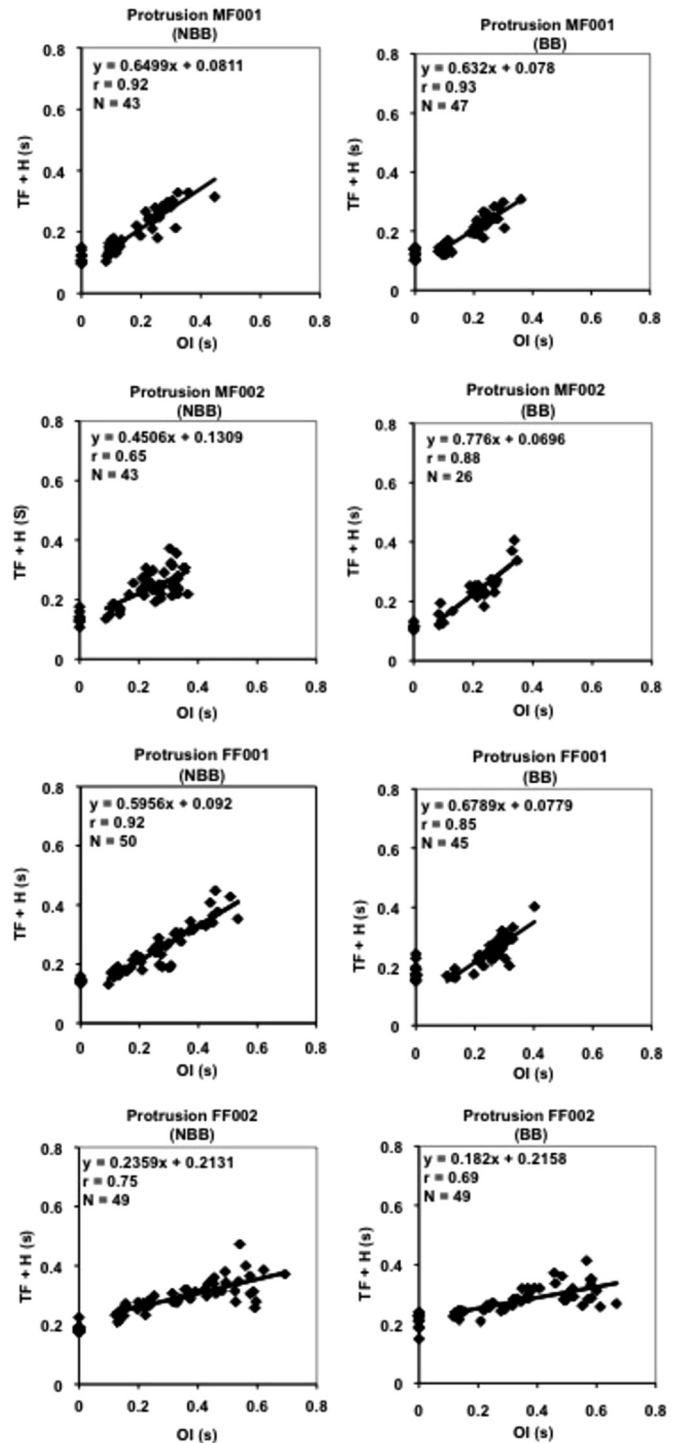 Protrusion MF001
(NBB)
y = 0.6499x + 0.0811
r = 0.92
N = 43
TF + H (s)
0.8
0.6
0.4
0.2
0
0 0.2 0.4 0.6 0.8
OI (s)
Protrusion MF001
(BB)
y = 0.632x + 0.078
r = 0.93
N = 47
TF + H (s)
0.8
0.6
0.4
0.2
0
0 0.2 0.4 0.6 0.8
OI (s)
Protrusion MF002
(NBB)
y = 0.4506x + 0.1309
r = 0.65
N = 43
TF + H (S)
0.8
0.6
0.4
0.2
0
0 0.2 0.4 0.6 0.8
OI (s)
Protrusion MF002
(BB)
y = 0.776x + 0.0696
r = 0.88
N = 26
TF + H (s)
0.8
0.6
0.4
0.2
0
0 0.2 0.4 0.6 0.8
OI (s)
Protrusion FF001
(NBB)
y = 0.5956x + 0.092
r = 0.92
N = 50
TF + H (s)
0.8
0.6
0.4
0.2
0
0 0.2 0.4 0.6 0.8
OI (s)
Protrusion FF001
(BB)
y = 0.6789x + 0.0779
r = 0.85
N = 45
TF + H (s)
0.8
0.6
0.4
0.2
0
0 0.2 0.4 0.6 0.8
OI (s)
Protrusion FF002
(NBB)
y = 0.2359x + 0.2131
r = 0.75
N = 49
TF + H (s)
0.8
0.6
0.4
0.2
0
0 0.2 0.4 0.6 0.8
OI (s)
Protrusion FF002
(BB)
y = 0.182x + 0.2158
r = 0.69
N = 49
TF + H (s)
0.8
0.6
0.4
0.2
0
0 0.2 0.4 0.6 0.8
OI (s)